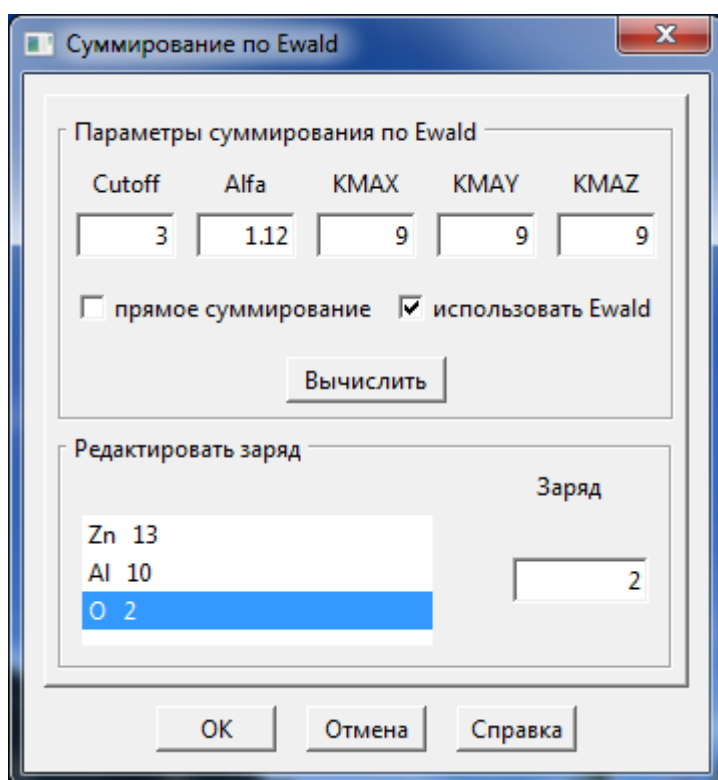 Суммирование по Ewald
Параметры суммирования по Ewald
Cutoff Alfa KMAX KMAY KMAZ
3 1.12 9 9 9
прямое суммирование использовать Ewald
Вычислить
Редактировать заряд
Заряд
Zn 13
Al 10
O 2
2
OK Отмена Справка